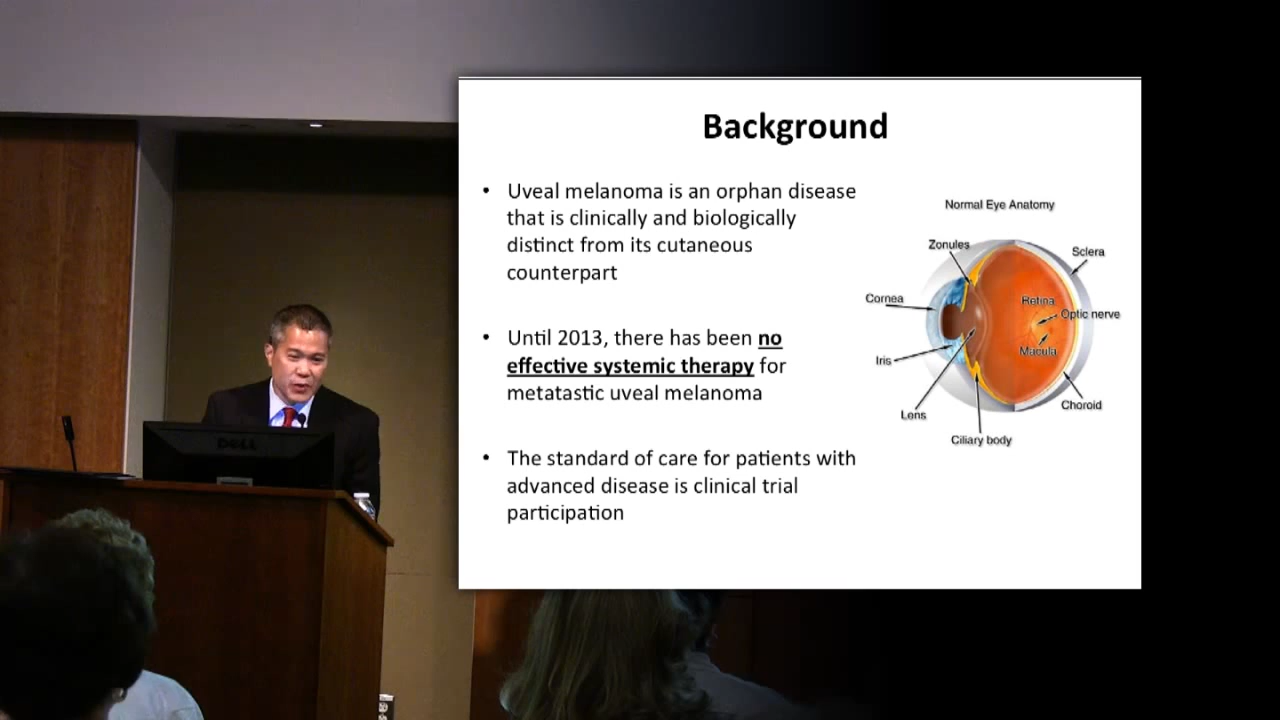 Background
• Uveal melanoma is an orphan disease
that is clinically and biologically
distinct from its cutaneous
counterpart
• Until 2013, there has been no
effective systemic therapy for
metatastic uveal melanoma
• The standard of care for patients with
advanced disease is clinical trial
participation
Normal Eye Anatomy
Zonules
Sclera
Cornea
Retina
Optic nerve
Macula
Iris
Choroid
Lens
Ciliary body
DELL